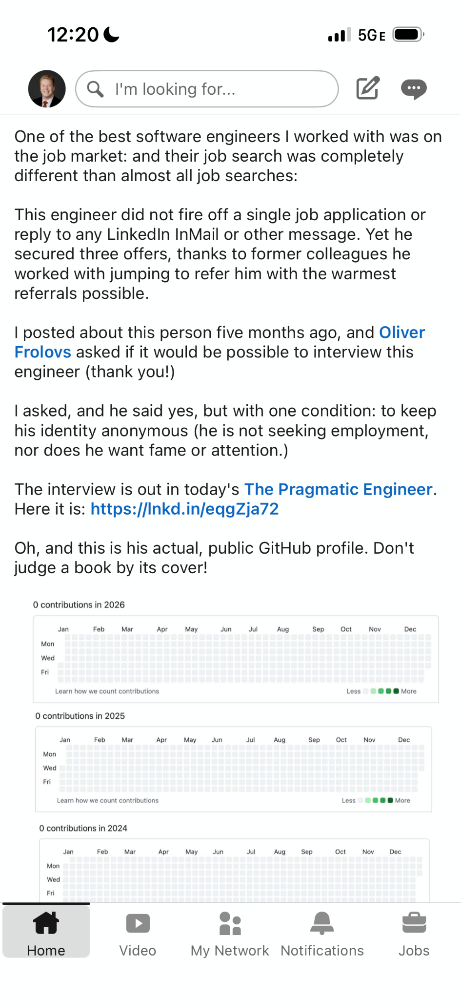 12:20
5GE
I'm looking for...
One of the best software engineers I worked with was on
the job market: and their job search was completely
different than almost all job searches:
This engineer did not fire off a single job application or
reply to any LinkedIn InMail or other message. Yet he
secured three offers, thanks to former colleagues he
worked with jumping to refer him with the warmest
referrals possible.
I posted about this person five months ago, and Oliver
Frolovs asked if it would be possible to interview this
engineer (thank you!)
I asked, and he said yes, but with one condition: to keep
his identity anonymous (he is not seeking employment,
nor does he want fame or attention.)
The interview is out in today's The Pragmatic Engineer.
Here it is: https://lnkd.in/eqgZja72
Oh, and this is his actual, public GitHub profile. Don't
judge a book by its cover!
0 contributions in 2026
Jan Feb Mar Apr May Jun Jul Aug Sep Oct Nov Dec
Mon
Wed
Fri
Learn how we count contributions Less More
0 contributions in 2025
Jan Feb Mar Apr May Jun Jul Aug Sep Oct Nov Dec
Mon
Wed
Fri
Learn how we count contributions Less More
0 contributions in 2024
Jan Feb Mar Apr May Jun Jul Aug Sep Oct Nov Dec
Mon
Wed
Fri
Home Video My Network Notifications Jobs